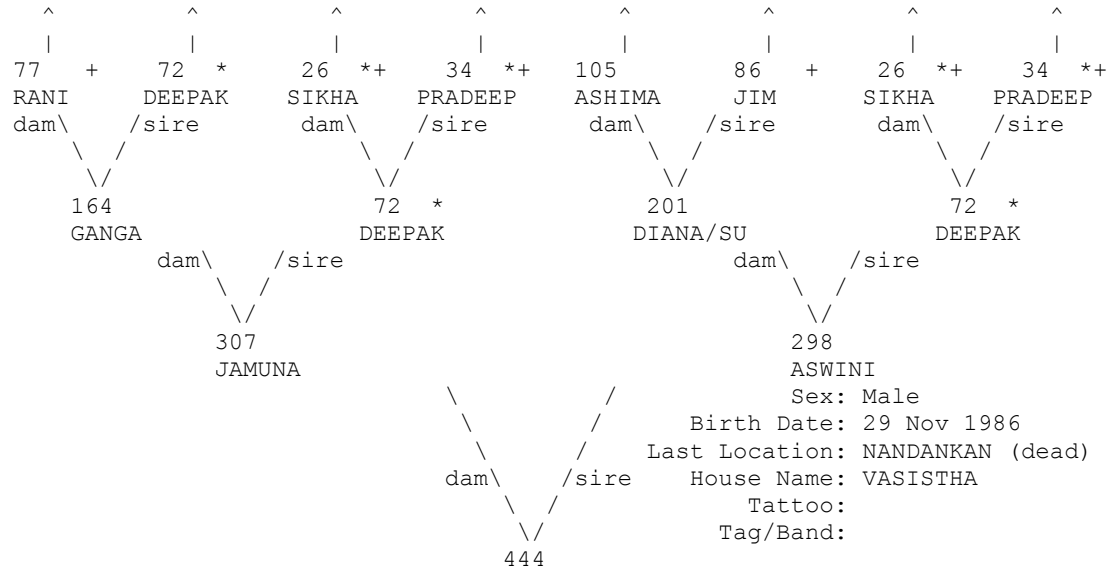 ^ ^ ^ ^ ^ ^ ^ ^
| | | | | | | |
77 + 72 * 26 *+ 34 *+ 105 86 + 26 *+ 34 *+
RANI DEEPAK SIKHA PRADEEP ASHIMA JIM SIKHA PRADEEP
dam\ /sire dam\ /sire dam\ /sire dam\ /sire
\ / \ / \ / \ /
\/ \/ \/ \/
164 72 * 201 72 *
GANGA DEEPAK DIANA/SU DEEPAK
dam\ /sire dam\ /sire
\ / \ /
\/ \/
307 298
JAMUNA ASWINI
\ / Sex: Male
\ / Birth Date: 29 Nov 1986
\ / Last Location: NANDANKAN (dead)
dam\ /sire House Name: VASISTHA
\ / Tattoo:
\/ Tag/Band:
444